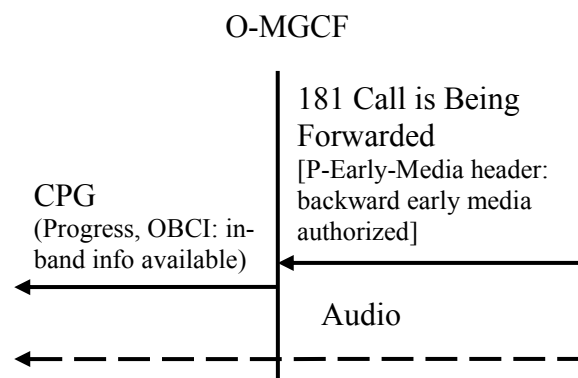 O-MGCF
181 Call is Being
Forwarded
[P-Early-Media header:
backward early media
authorized]
CPG
(Progress, OBCI: in-
band info available)
Audio